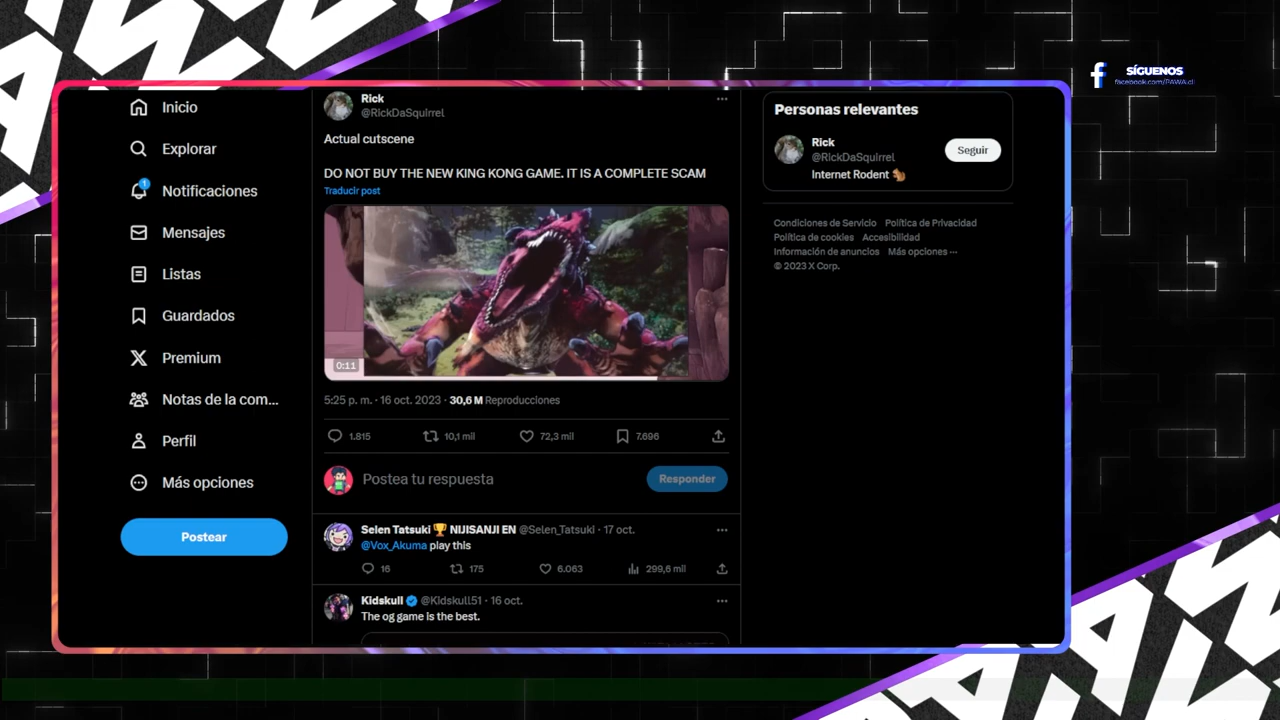 SÍGUENOS
facebook.com/PAWA.cl
Inicio
Explorar
1
Notificaciones
Mensajes
Listas
Guardados
Premium
Notas de la com...
Perfil
Más opciones
Postear
Rick
@RickDaSquirrel
Actual cutscene
DO NOT BUY THE NEW KING KONG GAME. IT IS A COMPLETE SCAM
Traducir post
0:11
5:25 p. m. · 16 oct. 2023 · 30,6 M Reproducciones
1.815 10,1 mil 72,3 mil 7.696
Postea tu respuesta
Responder
Selen Tatsuki 🏆 NIJISANJI EN @Selen_Tatsuki · 17 oct.
@Vox_Akuma play this
16 175 6.063 299,6 mil
Kidskull @Kidskull51 · 16 oct.
The og game is the best.
Personas relevantes
Rick
@RickDaSquirrel
Seguir
Internet Rodent 🐿️
Condiciones de Servicio Política de Privacidad
Política de cookies Accesibilidad
Información de anuncios Más opciones ···
© 2023 X Corp.